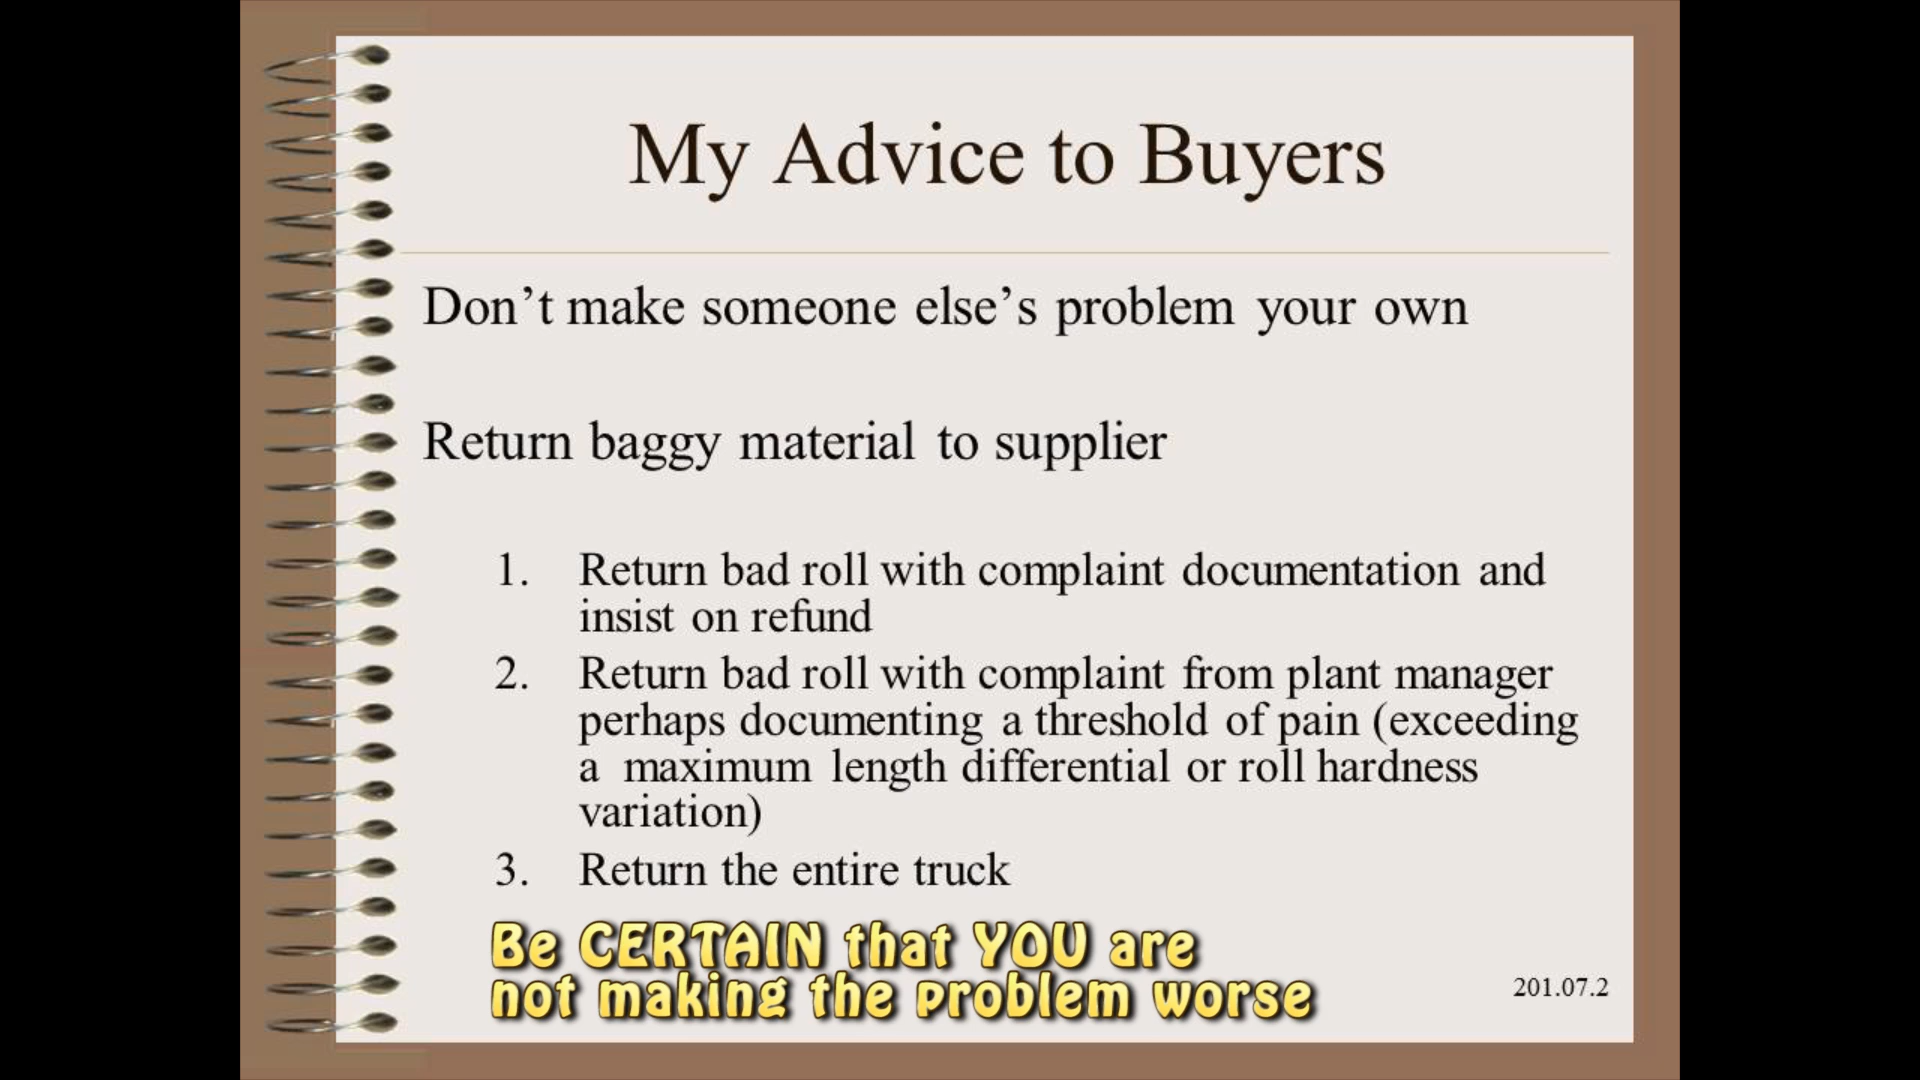 My Advice to Buyers
Don’t make someone else’s problem your own
Return baggy material to supplier
1. Return bad roll with complaint documentation and
insist on refund
2. Return bad roll with complaint from plant manager
perhaps documenting a threshold of pain (exceeding
a maximum length differential or roll hardness
variation)
3. Return the entire truck
Be CERTAIN that YOU are
not making the problem worse
201.07.2